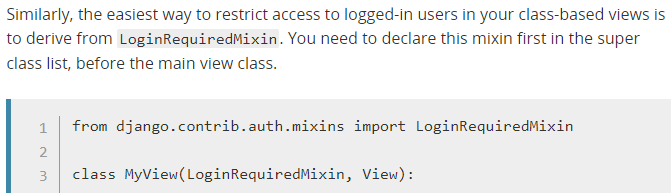 Similarly, the easiest way to restrict access to logged-in users in your class-based views is
to derive from LoginRequiredMixin. You need to declare this mixin first in the super
class list, before the main view class.
1 from django.contrib.auth.mixins import LoginRequiredMixin
2
3 class MyView(LoginRequiredMixin, View):